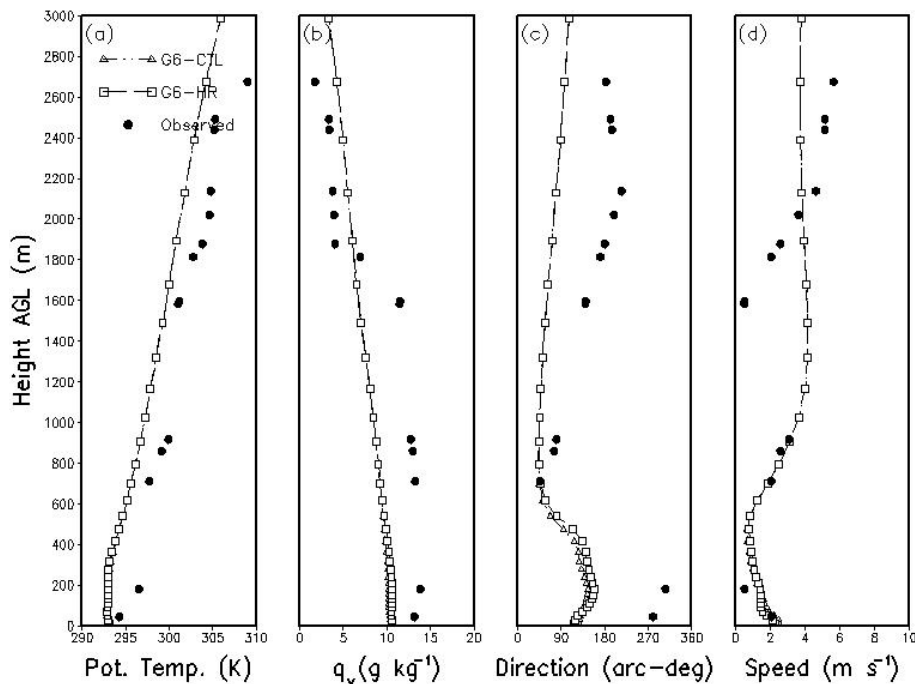 (a)
(b)
(c)
(d)
G6-CTL
G6-HR
Observed
Height AGL (m)
3000
2800
2600
2400
2200
2000
1800
1600
1400
1200
1000
800
600
400
200
0
290 295 300 305 310
0 5 10 15 20
0 90 180 270 360
0 2 4 6 8 10
Pot. Temp. (K)
qᵥ(g kg⁻¹)
Direction (arc-deg)
Speed (m s⁻¹)